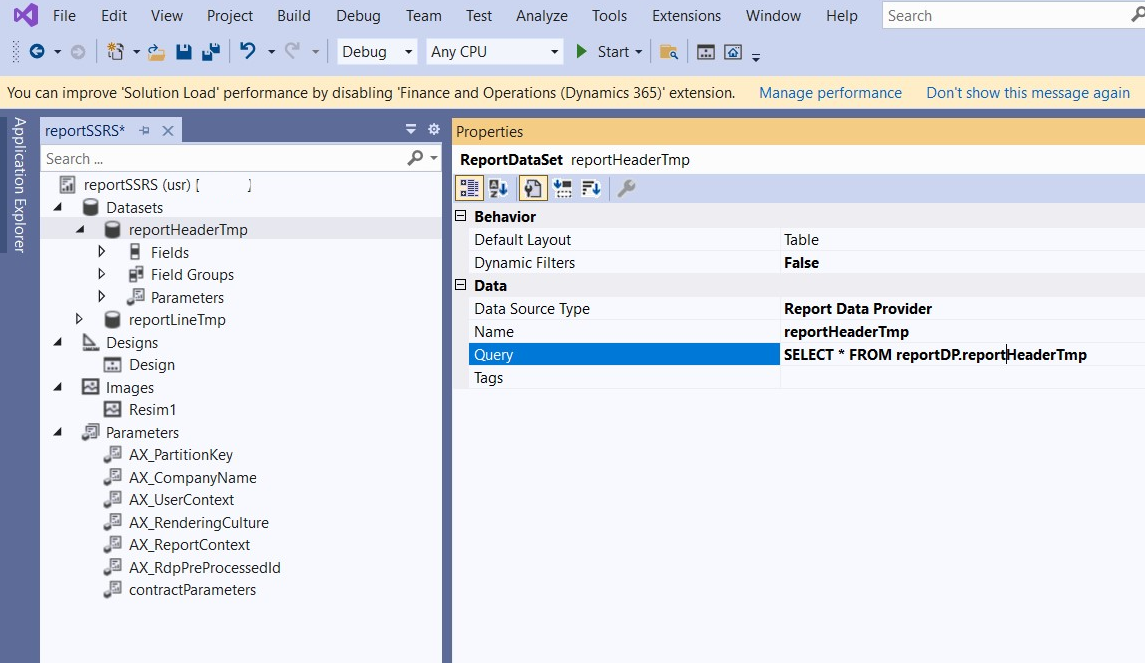 File Edit View Project Build Debug Team Test Analyze Tools Extensions Window Help Search
Debug Any CPU Start
You can improve 'Solution Load' performance by disabling 'Finance and Operations (Dynamics 365)' extension. Manage performance Don't show this message again
Application Explorer
reportSSRS*
Search ...
reportSSRS (usr) [ ]
Datasets
reportHeaderTmp
Fields
Field Groups
Parameters
reportLineTmp
Designs
Design
Images
Resim1
Parameters
AX_PartitionKey
AX_CompanyName
AX_UserContext
AX_RenderingCulture
AX_ReportContext
AX_RdpPreProcessedId
contractParameters
Properties
ReportDataSet reportHeaderTmp
Behavior
Default Layout Table
Dynamic Filters False
Data
Data Source Type Report Data Provider
Name reportHeaderTmp
Query SELECT * FROM reportDP.reportHeaderTmp
Tags